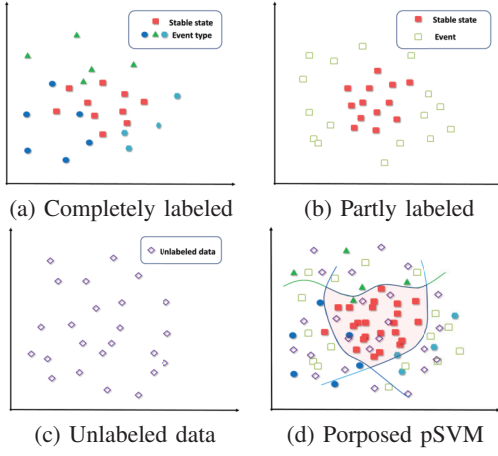 Stable state
Event type
Stable state
Event
(a) Completely labeled
(b) Partly labeled
Unlabeled data
(c) Unlabeled data
(d) Porposed pSVM